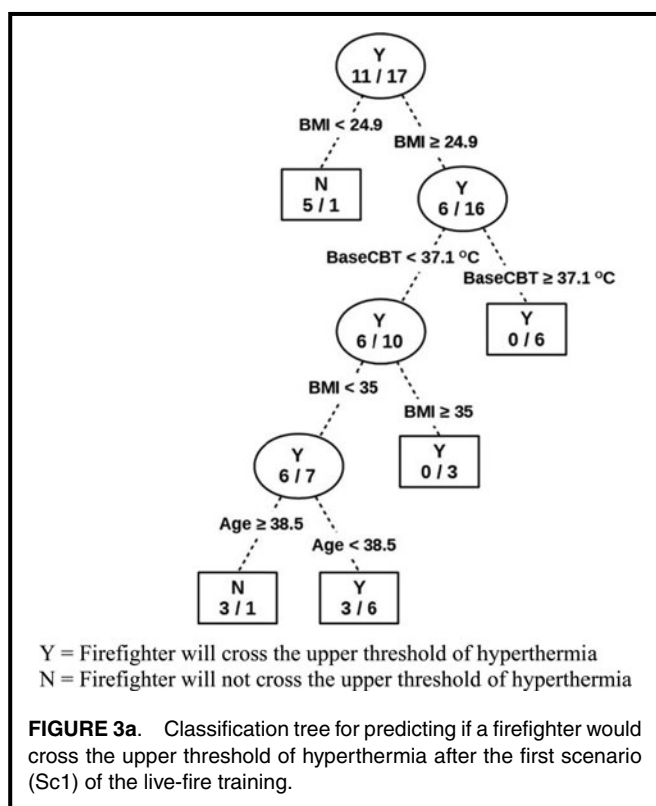 Y
11 / 17
BMI < 24.9
BMI ≥ 24.9
N
5 / 1
Y
6 / 16
BaseCBT < 37.1 ºC
BaseCBT ≥ 37.1 ºC
Y
6 / 10
Y
0 / 6
BMI < 35
BMI ≥ 35
Y
6 / 7
Y
0 / 3
Age ≥ 38.5
Age < 38.5
N
3 / 1
Y
3 / 6
Y = Firefighter will cross the upper threshold of hyperthermia
N = Firefighter will not cross the upper threshold of hyperthermia
FIGURE 3a. Classification tree for predicting if a firefighter would
cross the upper threshold of hyperthermia after the first scenario
(Sc1) of the live-fire training.